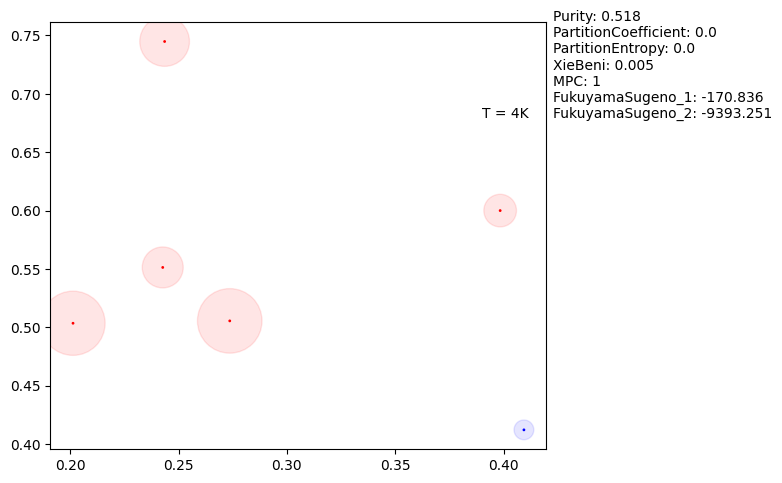 Purity: 0.518
PartitionCoefficient: 0.0
PartitionEntropy: 0.0
XieBeni: 0.005
MPC: 1
FukuyamaSugeno_1: -170.836
FukuyamaSugeno_2: -9393.251
T = 4K
0.75
0.70
0.65
0.60
0.55
0.50
0.45
0.40
0.20 0.25 0.30 0.35 0.40